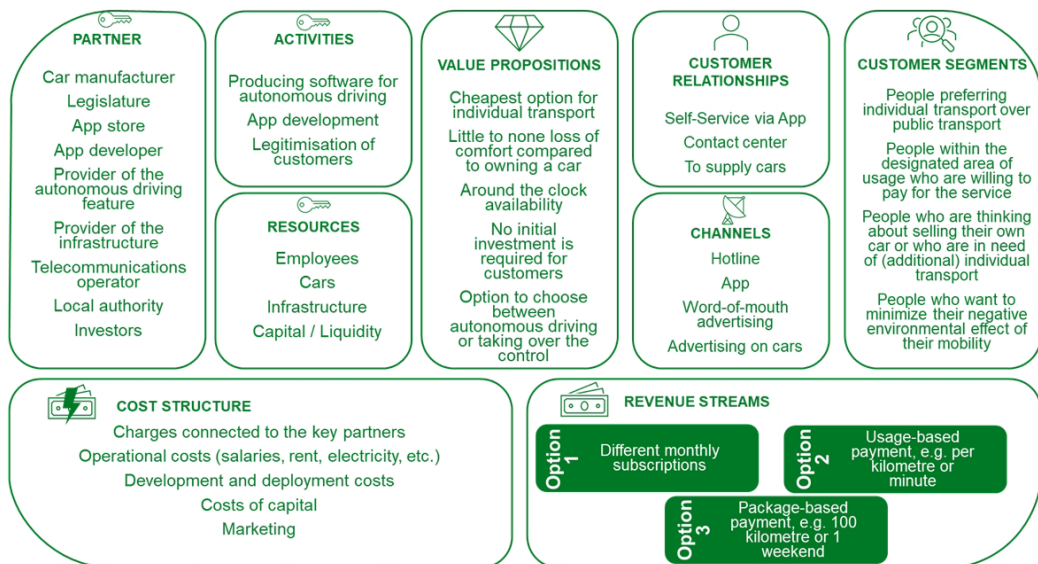 PARTNER
Car manufacturer
Legislature
App store
App developer
Provider of the
autonomous driving
feature
Provider of the
infrastructure
Telecommunications
operator
Local authority
Investors
ACTIVITIES
Producing software for
autonomous driving
App development
Legitimisation of
customers
RESOURCES
Employees
Cars
Infrastructure
Capital / Liquidity
VALUE PROPOSITIONS
Cheapest option for
individual transport
Little to none loss of
comfort compared
to owning a car
Around the clock
availability
No initial
investment is
required for
customers
Option to choose
between
autonomous driving
or taking over the
control
CUSTOMER
RELATIONSHIPS
Self-Service via App
Contact center
To supply cars
CHANNELS
Hotline
App
Word-of-mouth
advertising
Advertising on cars
CUSTOMER SEGMENTS
People preferring
individual transport over
public transport
People within the
designated area of
usage who are willing to
pay for the service
People who are thinking
about selling their own
car or who are in need
of (additional) individual
transport
People who want to
minimize their negative
environmental effect of
their mobility
COST STRUCTURE
Charges connected to the key partners
Operational costs (salaries, rent, electricity, etc.)
Development and deployment costs
Costs of capital
Marketing
REVENUE STREAMS
Option
1
Different monthly
subscriptions
Option
2
Usage-based
payment, e.g. per
kilometre or
minute
Option
3
Package-based
payment, e.g. 100
kilometre or 1
weekend